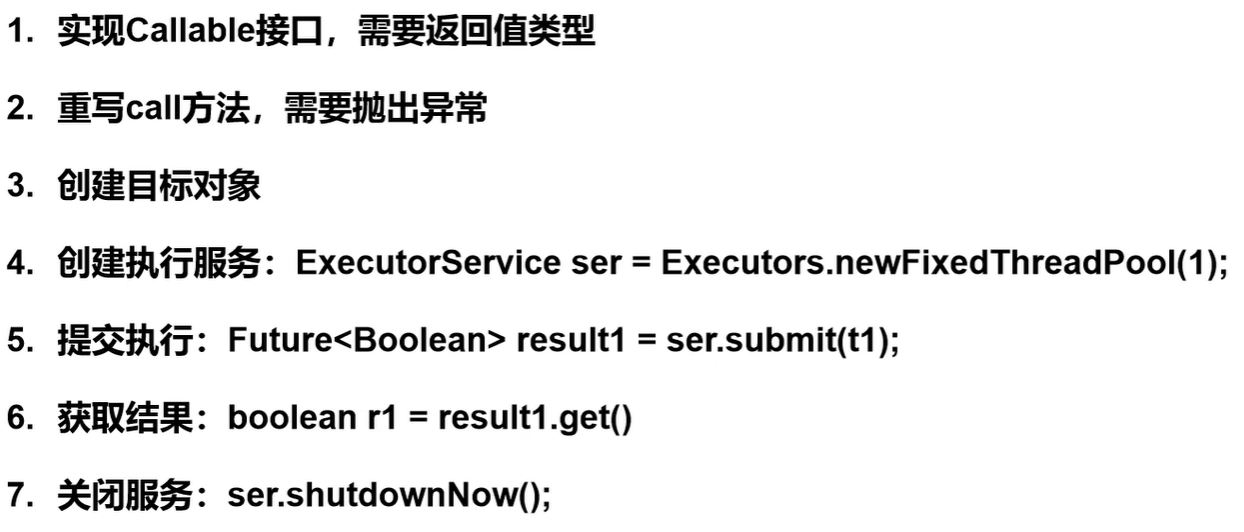 1. 实现Callable接口，需要返回值类型
2. 重写call方法，需要抛出异常
3. 创建目标对象
4. 创建执行服务：ExecutorService ser = Executors.newFixedThreadPool(1);
5. 提交执行：Future<Boolean> result1 = ser.submit(t1);
6. 获取结果：boolean r1 = result1.get()
7. 关闭服务：ser.shutdownNow();